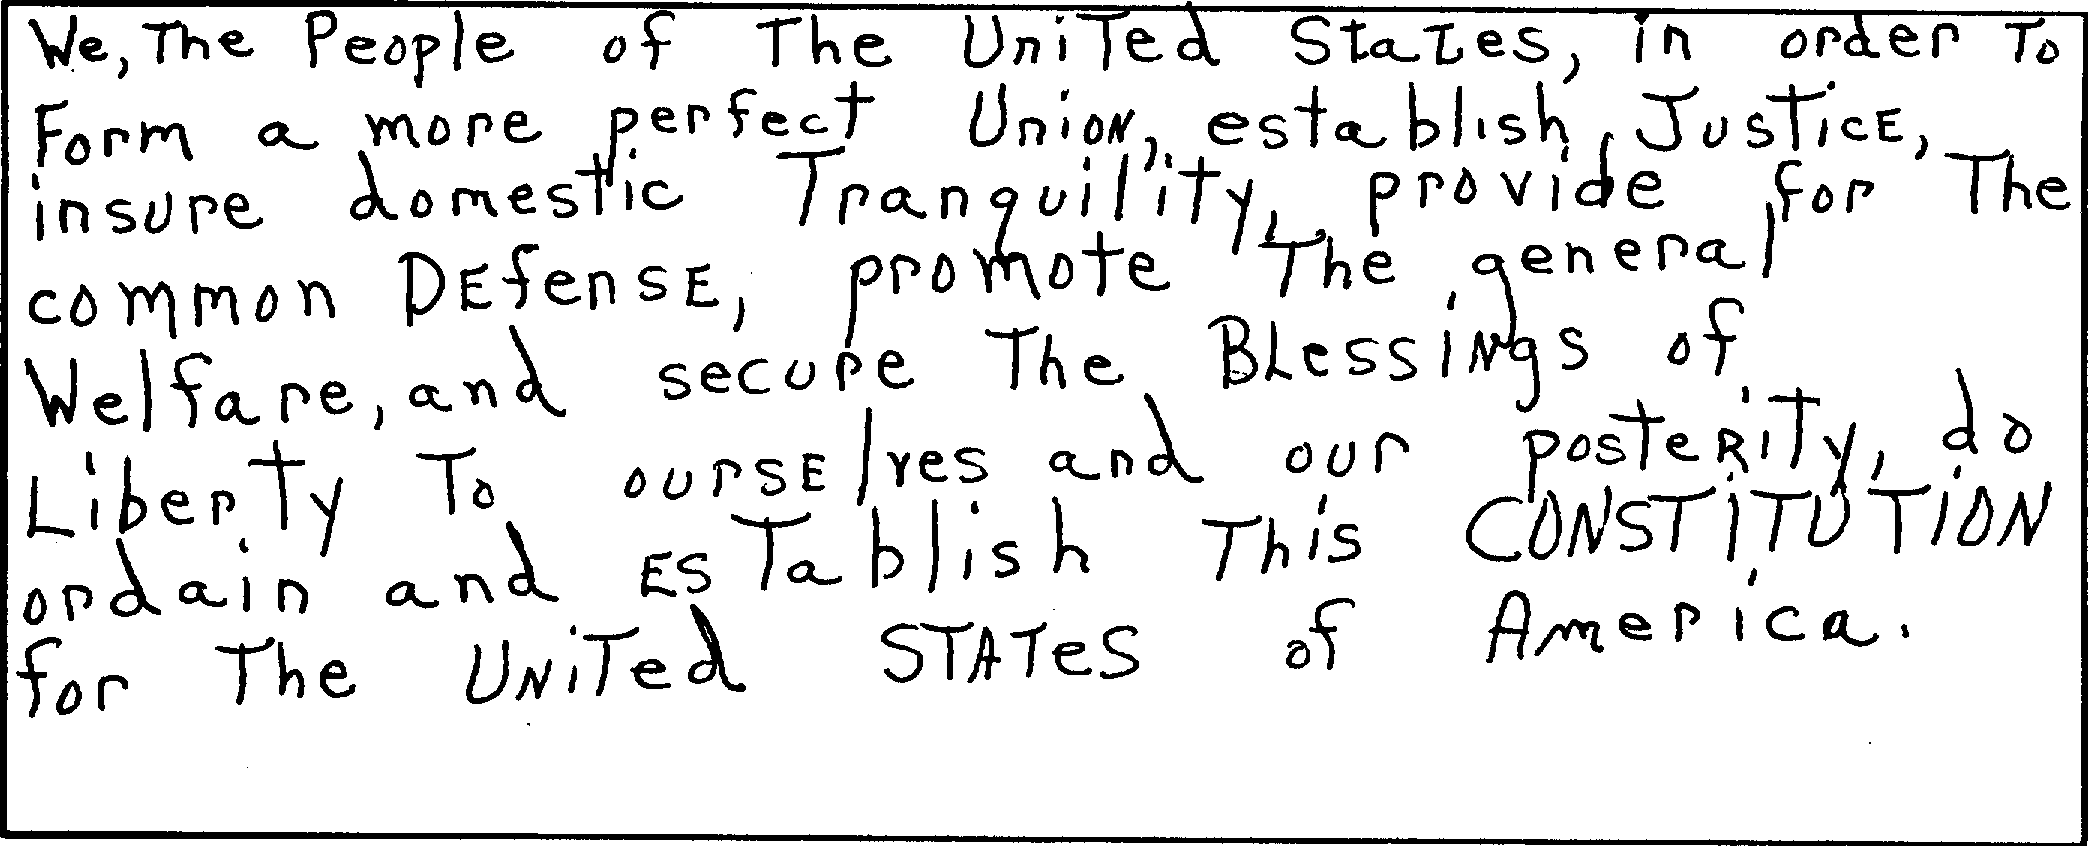 We, The People of The United States, in order To
Form a more perfect Union, establish Justice,
insure domestic Tranquility, provide for The
common DEfensE, promote The general
Welfare, and secure The BLessiNgs of
Liberty To oursElves and our posteRity, do
ordain and ESTablish This CONSTiTUTION
for The UNiTed STATeS of America.